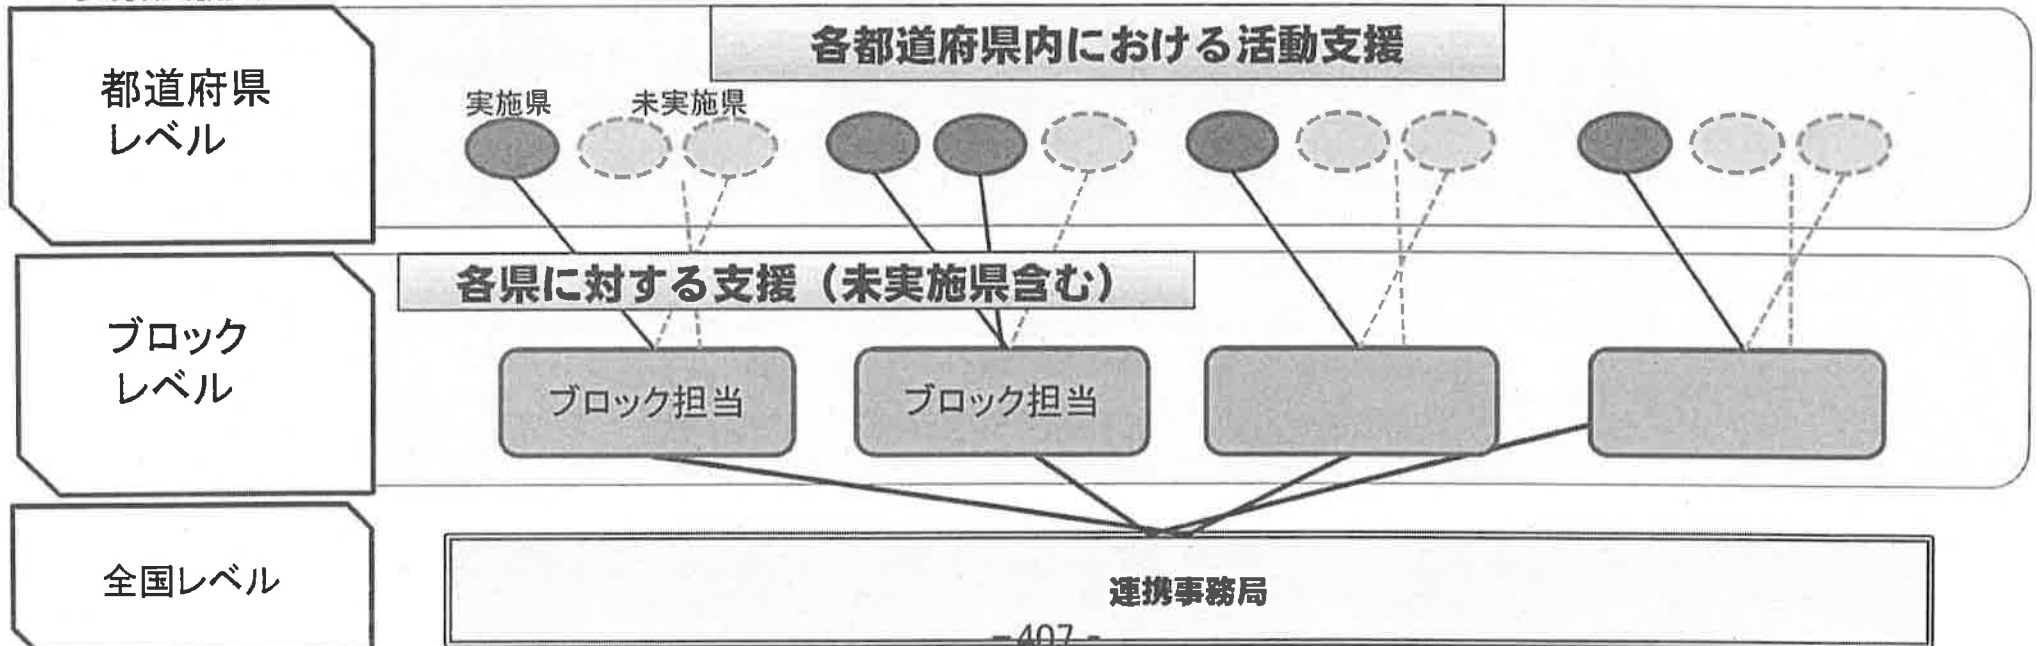 各都道府県内における活動支援
都道府県
レベル
実施県
未実施県
各県に対する支援（未実施県含む）
ブロック
レベル
ブロック担当
ブロック担当
全国レベル
連携事務局
-407-